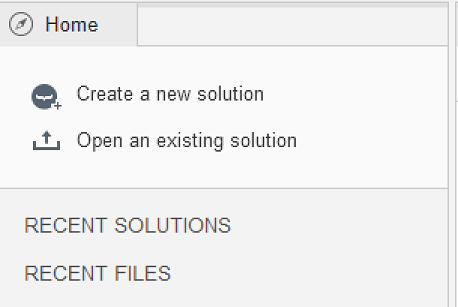 Home
Create a new solution
Open an existing solution
RECENT SOLUTIONS
RECENT FILES